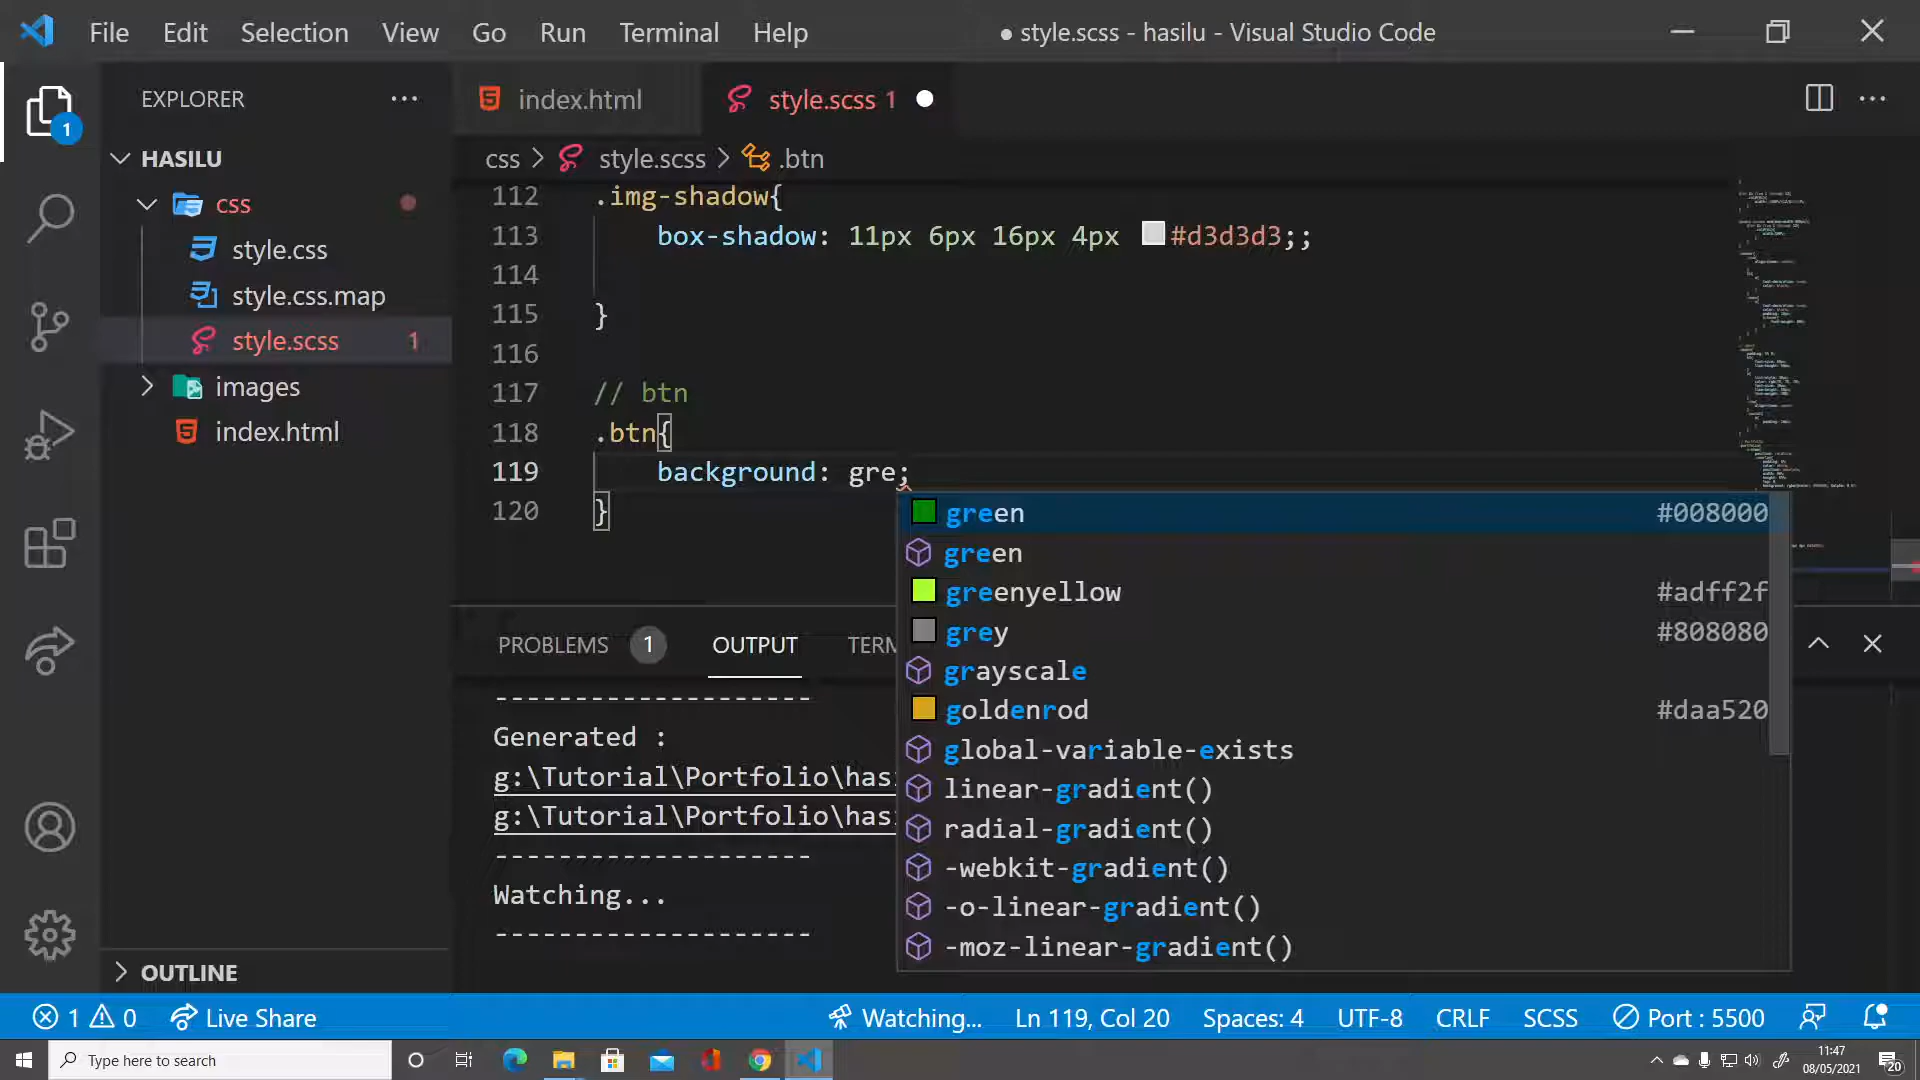 File Edit Selection View Go Run Terminal Help ● style.scss - hasilu - Visual Studio Code
EXPLORER ···
index.html
style.scss 1
1
HASILU
css > style.scss > .btn
css
style.css
style.css.map
style.scss 1
images
index.html
112 .img-shadow{
113 box-shadow: 11px 6px 16px 4px #d3d3d3;;
114
115 }
116
117 // btn
118 .btn{
119 background: gre;
120 }
green #008000
green
greenyellow #adff2f
grey #808080
grayscale
goldenrod #daa520
global-variable-exists
linear-gradient()
radial-gradient()
-webkit-gradient()
-o-linear-gradient()
-moz-linear-gradient()
PROBLEMS 1 OUTPUT TERM
--------------------
Generated :
g:\Tutorial\Portfolio\has
g:\Tutorial\Portfolio\has
--------------------
Watching...
--------------------
OUTLINE
1 0 Live Share Watching... Ln 119, Col 20 Spaces: 4 UTF-8 CRLF SCSS Port : 5500
Type here to search
11:47
08/05/2021
20